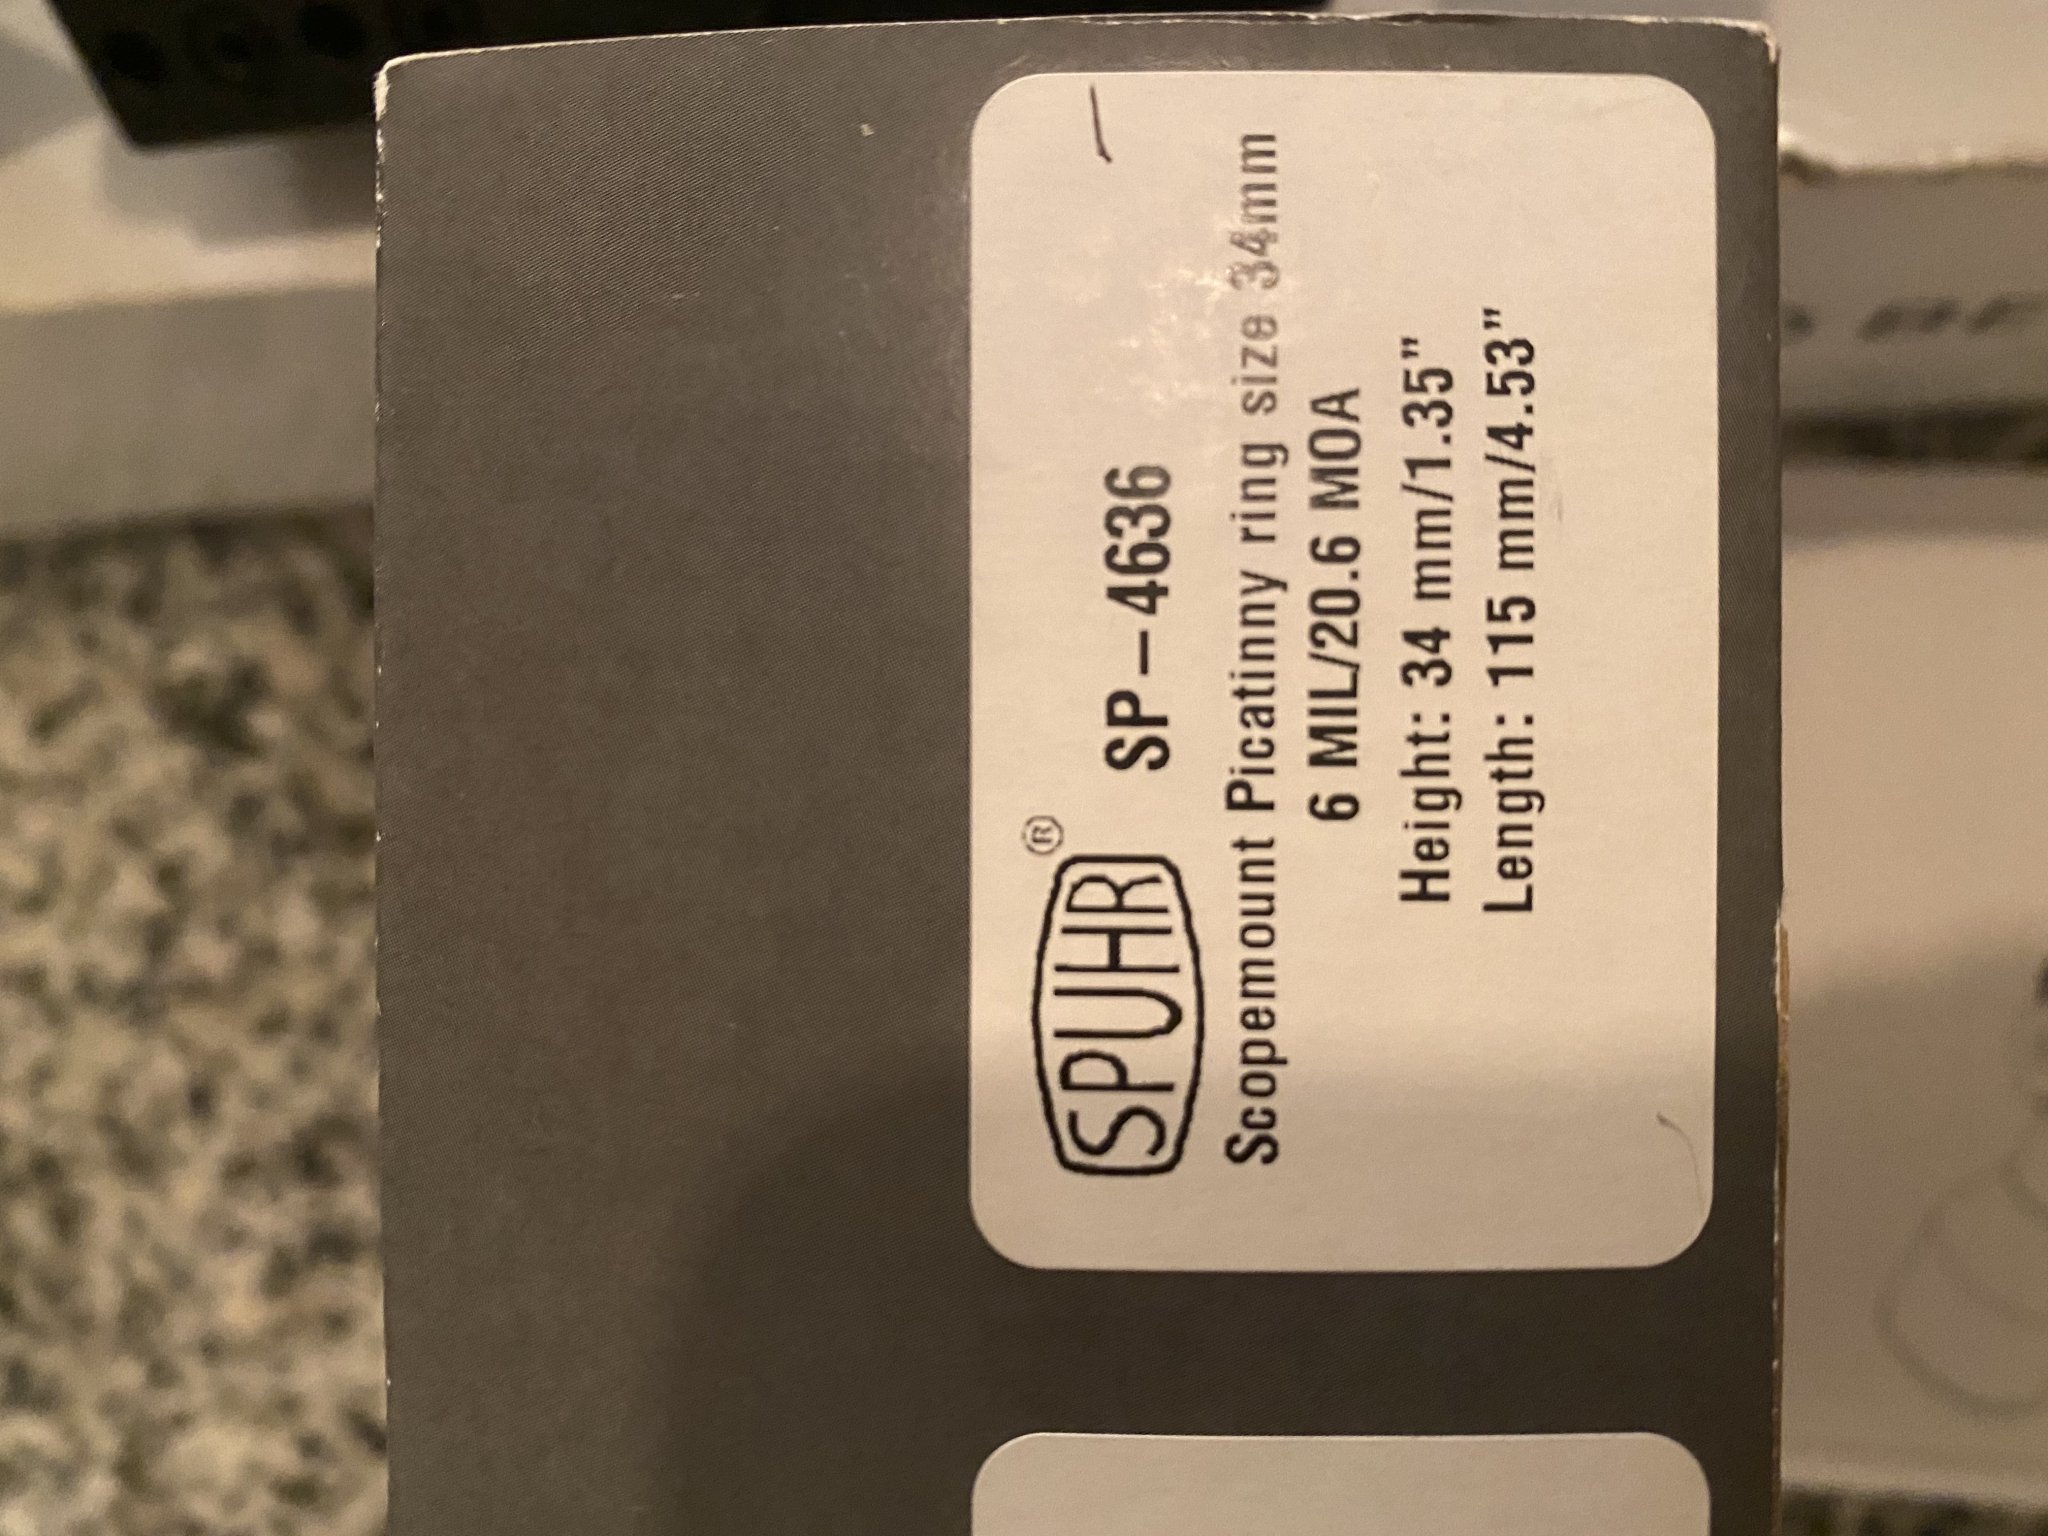 SPUHR® SP-4636
Scopemount Picatinny ring size 34mm
6 MIL/20.6 MOA
Height: 34 mm/1.35"
Length: 115 mm/4.53"